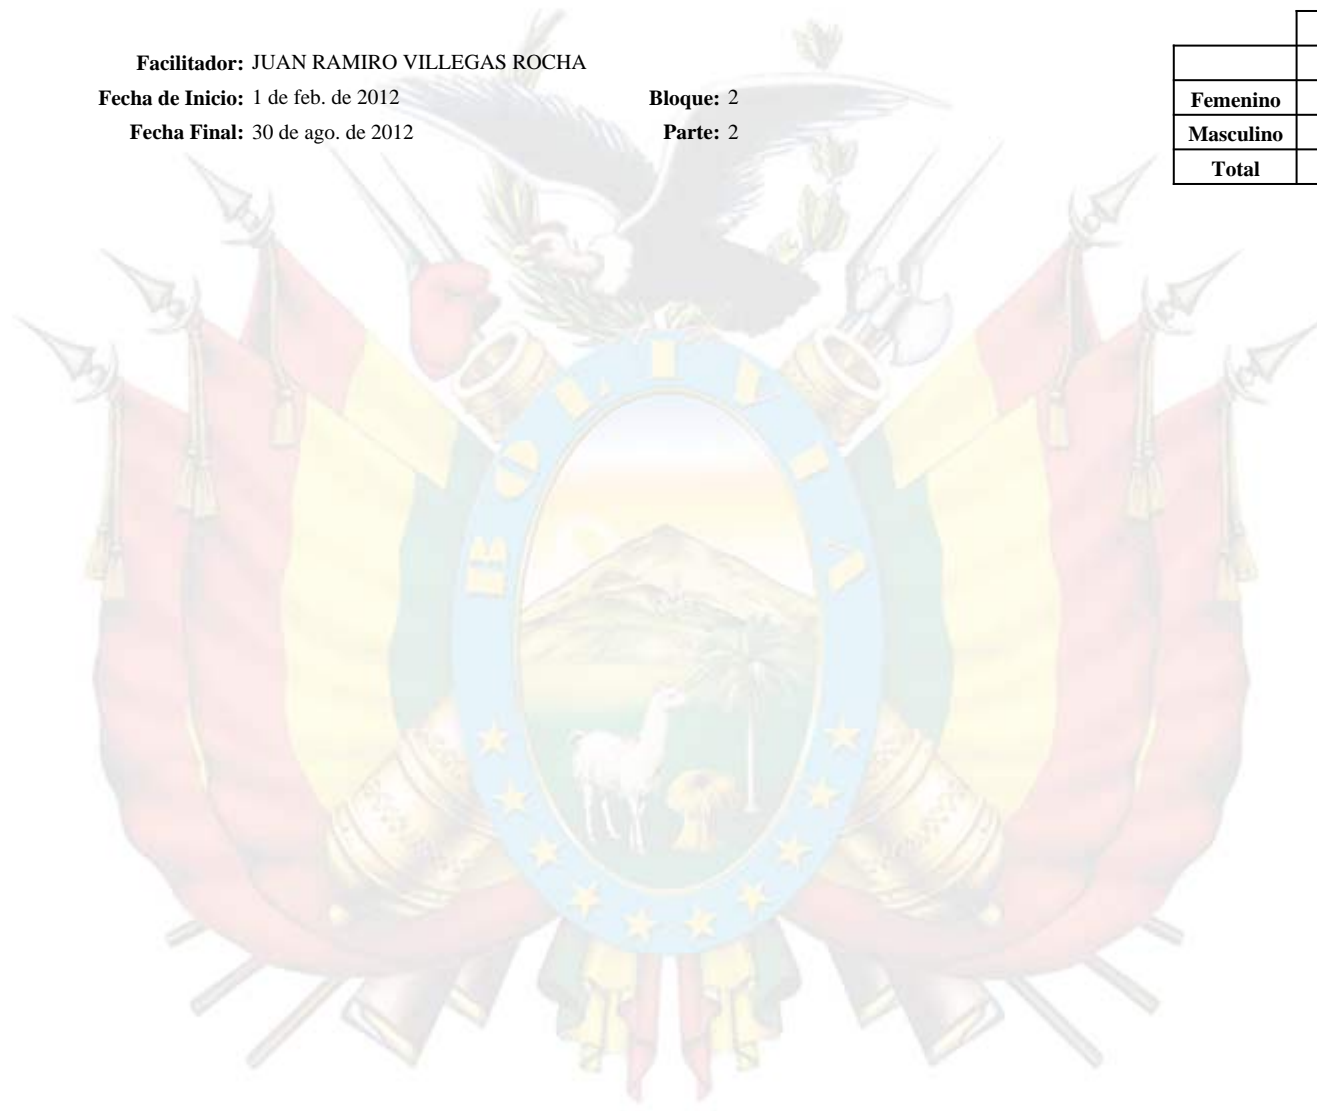 Facilitador: JUAN RAMIRO VILLEGAS ROCHA
Fecha de Inicio: 1 de feb. de 2012 Bloque: 2
Fecha Final: 30 de ago. de 2012 Parte: 2
Femenino
Masculino
Total
BOLIVIA